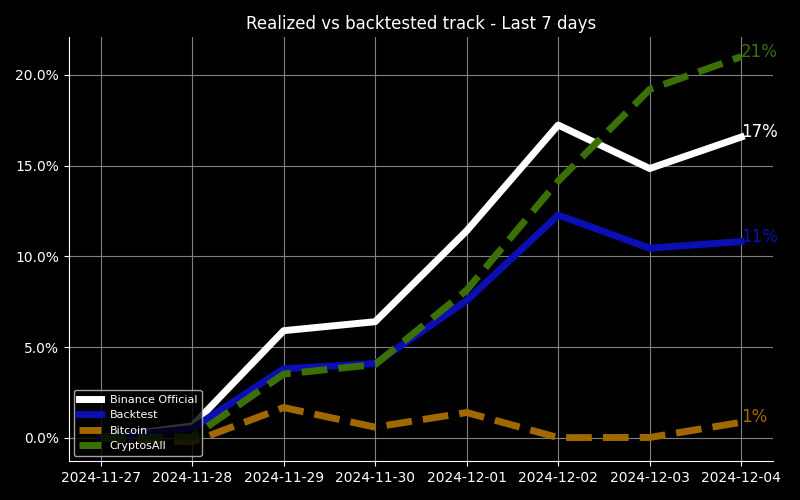 Realized vs backtested track - Last 7 days
21%
20.0%
17%
15.0%
11%
10.0%
5.0%
1%
0.0%
Binance Official
Backtest
Bitcoin
CryptosAll
2024-11-27 2024-11-28 2024-11-29 2024-11-30 2024-12-01 2024-12-02 2024-12-03 2024-12-04